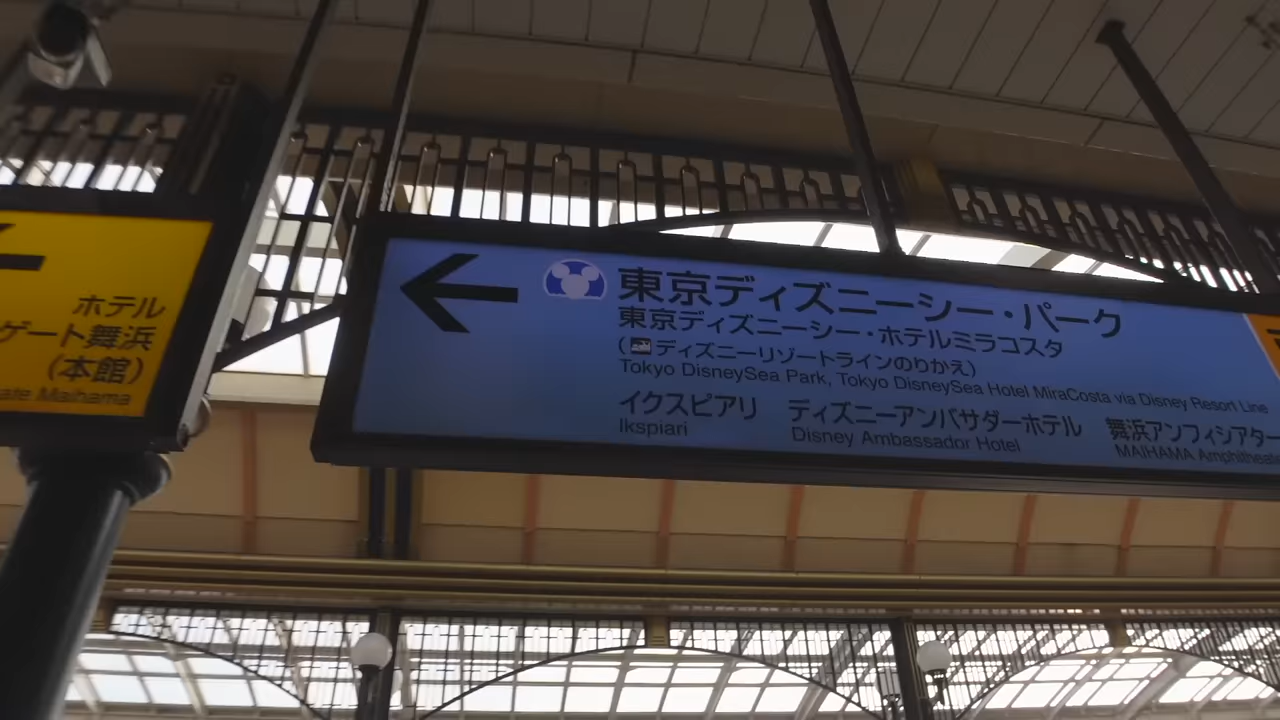 ホテル
ゲート舞浜
(本館)
ate Maihama
東京ディズニーシー・パーク
東京ディズニーシー・ホテルミラコスタ
(ディズニーリゾートラインのりかえ)
Tokyo DisneySea Park, Tokyo DisneySea Hotel MiraCosta via Disney Resort Line
イクスピアリ ディズニーアンバサダーホテル 舞浜アンフィシアター
Ikspiari Disney Ambassador Hotel MAIHAMA Amphitheate